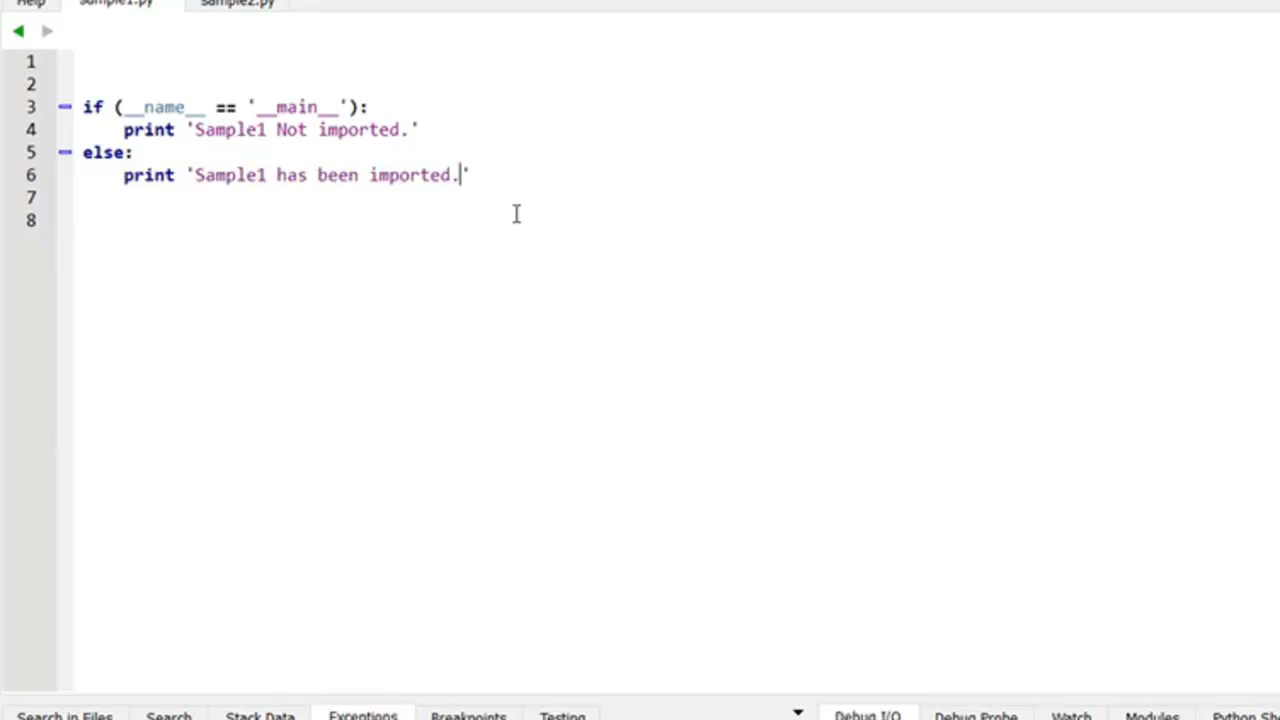 Help sample1.py sample2.py
1
2
3 if (__name__ == '__main__'):
4 print 'Sample1 Not imported.'
5 else:
6 print 'Sample1 has been imported.'
7
8
Search in Files Search Stack Data Exceptions Breakpoints Testing Debug I/O Debug Probe Watch Modules Python Sh